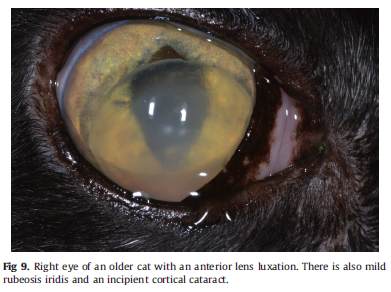 Fig 9. Right eye of an older cat with an anterior lens luxation. There is also mild
rubeosis iridis and an incipient cortical cataract.